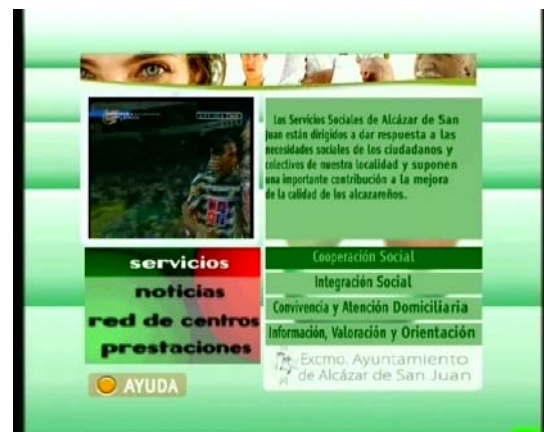 Los Servicios Sociales de Alcázar de San
Juan están dirigidos a dar respuesta a las
necesidades sociales de los ciudadanos y
colectivos de nuestra localidad y suponen
una importante contribución a la mejora
de la calidad de los alcazareños.
servicios
noticias
red de centros
prestaciones
Cooperación Social
Integración Social
Convivencia y Atención Domiciliaria
Información, Valoración y Orientación
Excmo. Ayuntamiento
de Alcázar de San Juan
AYUDA